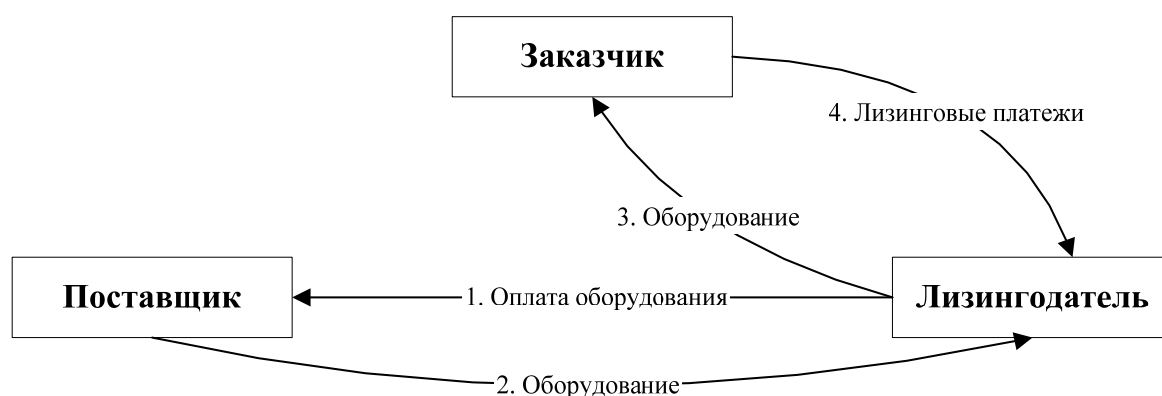 Заказчик
4. Лизинговые платежи
3. Оборудование
Поставщик
1. Оплата оборудования
Лизингодатель
2. Оборудование